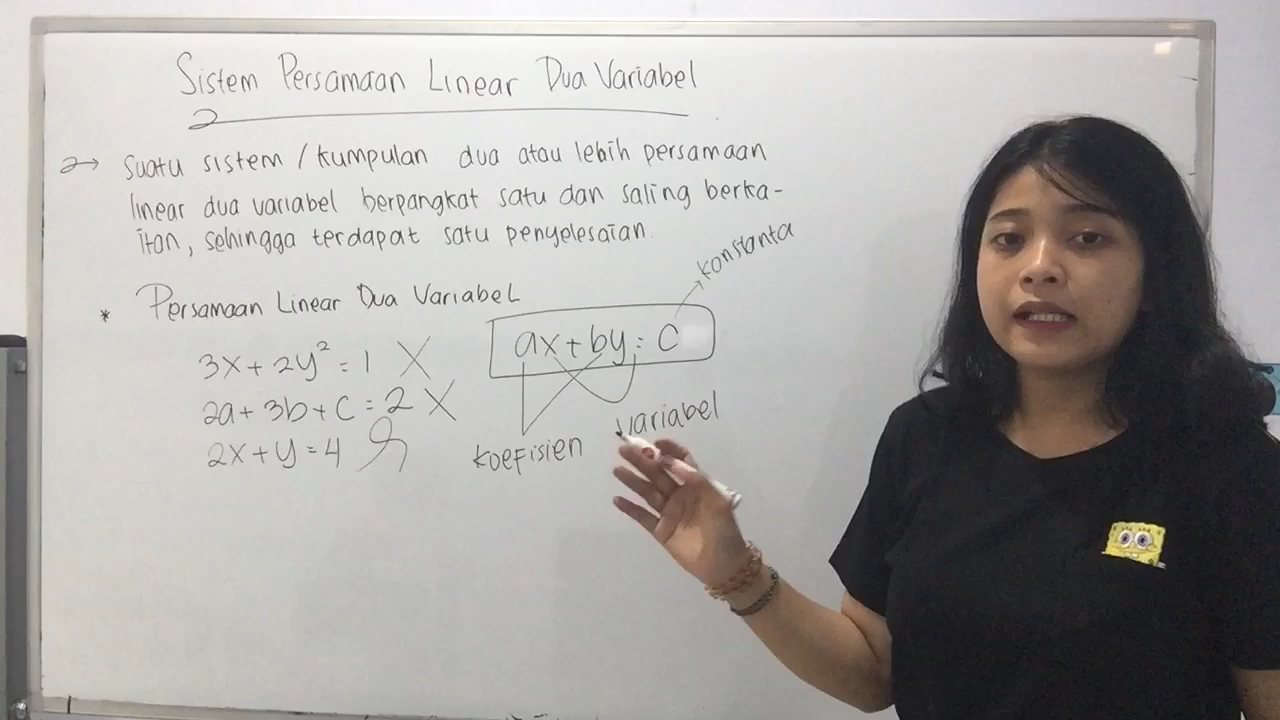 Sistem Persamaan Linear Dua Variabel
suatu sistem / kumpulan dua atau lebih persamaan
linear dua variabel berpangkat satu dan saling berka-
itan, sehingga terdapat satu penyelesaian.
konstanta
* Persamaan Linear Dua Variabel
ax + by = c
3x + 2y² = 1 X
2a + 3b + c = 2 X
2x + y = 4
koefisien variabel